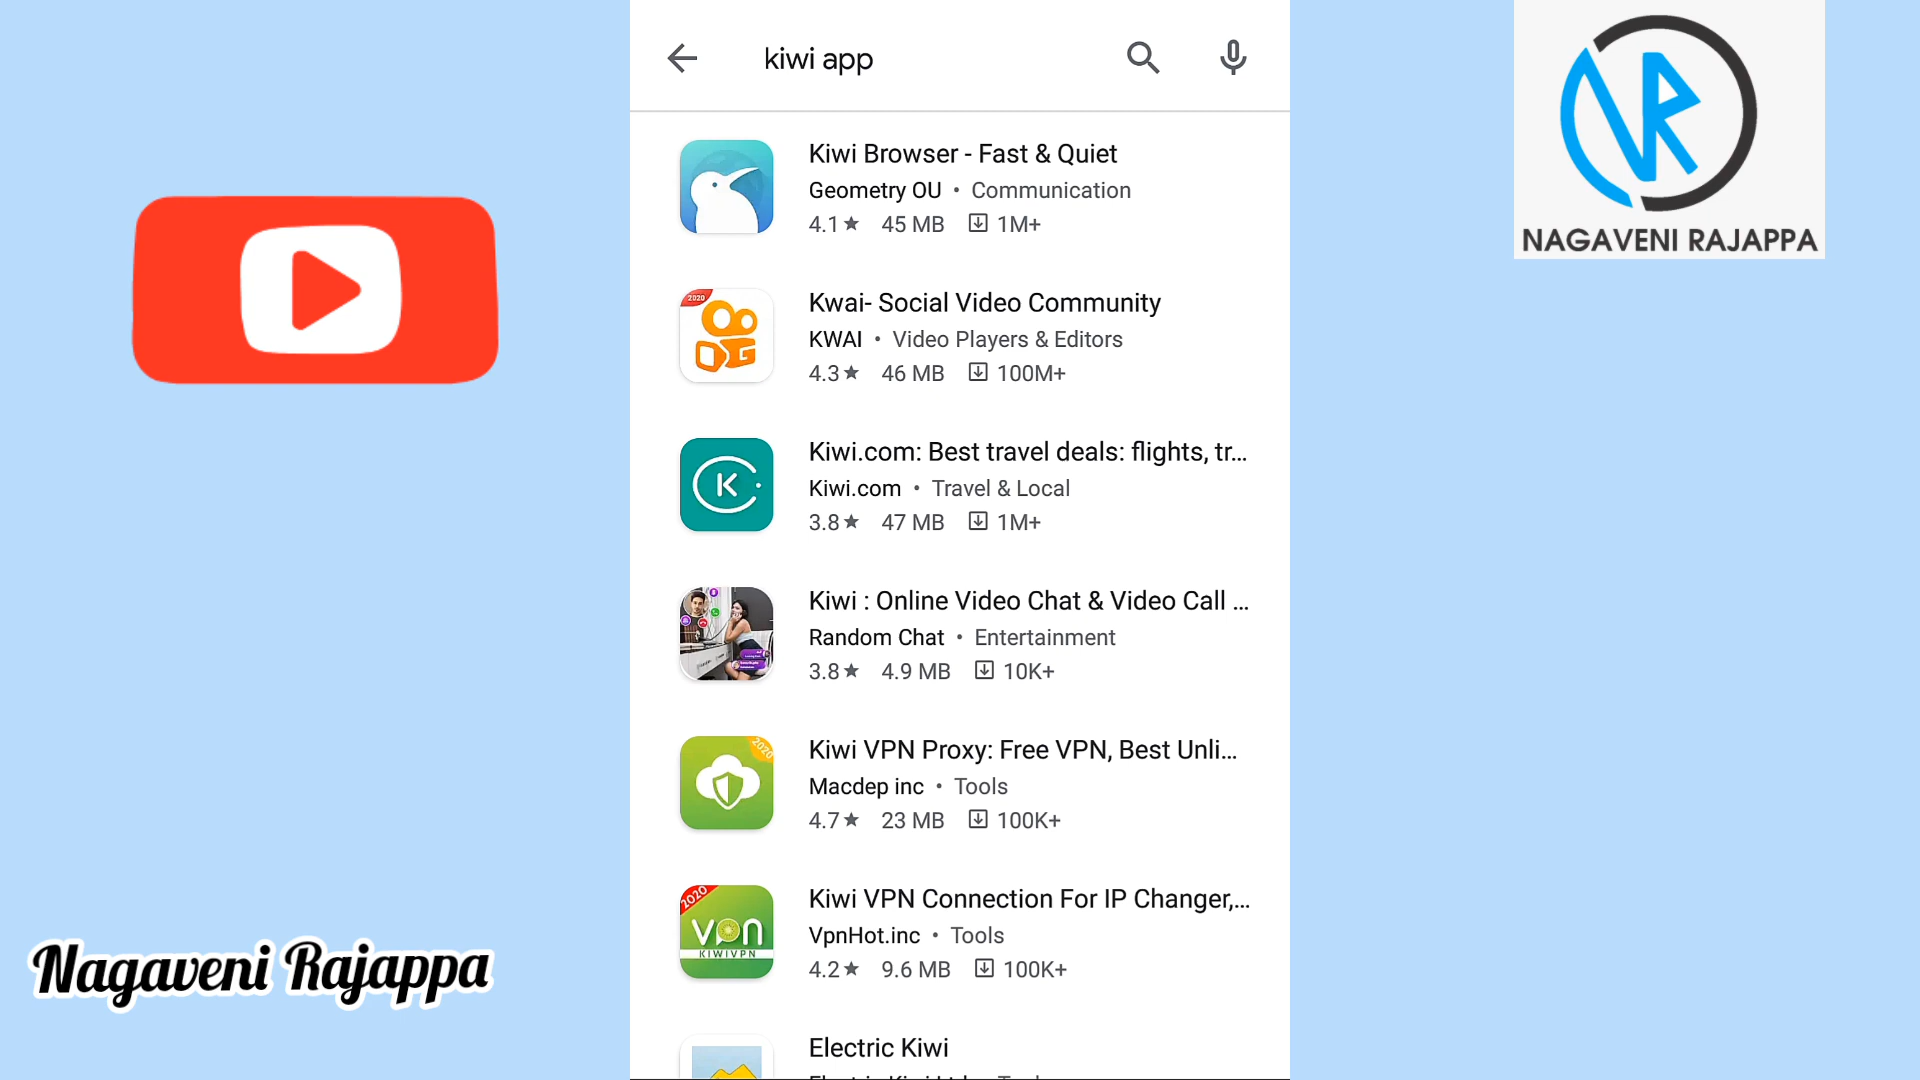 kiwi app
NAGAVENI RAJAPPA
Kiwi Browser - Fast & Quiet
Geometry OU • Communication
4.1★ 45 MB 1M+
2020
Kwai- Social Video Community
KWAI • Video Players & Editors
4.3★ 46 MB 100M+
Kiwi.com: Best travel deals: flights, tr...
Kiwi.com • Travel & Local
3.8★ 47 MB 1M+
Kiwi : Online Video Chat & Video Call ...
Random Chat • Entertainment
3.8★ 4.9 MB 10K+
2020
Kiwi VPN Proxy: Free VPN, Best Unli...
Macdep inc • Tools
4.7★ 23 MB 100K+
2020
vpn
KIWIVPN
Kiwi VPN Connection For IP Changer,...
VpnHot.inc • Tools
4.2★ 9.6 MB 100K+
Nagaveni Rajappa
Electric Kiwi